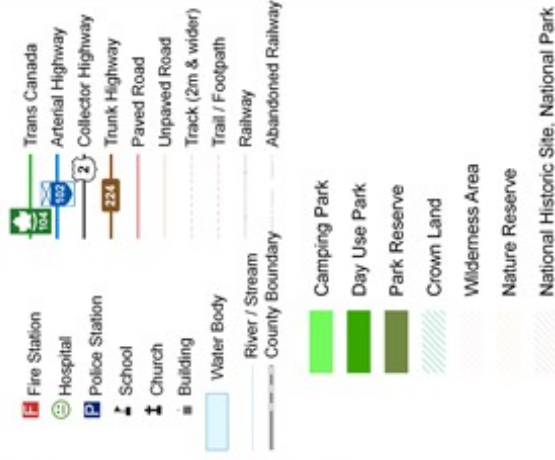 Fire Station
Hospital
Police Station
School
Church
Building
Water Body
River / Stream
County Boundary
104
Trans Canada
102
Arterial Highway
2
Collector Highway
224
Trunk Highway
Paved Road
Unpaved Road
Track (2m & wider)
Trail / Footpath
Railway
Abandoned Railway
Camping Park
Day Use Park
Park Reserve
Crown Land
Wilderness Area
Nature Reserve
National Historic Site. National Park
F
P